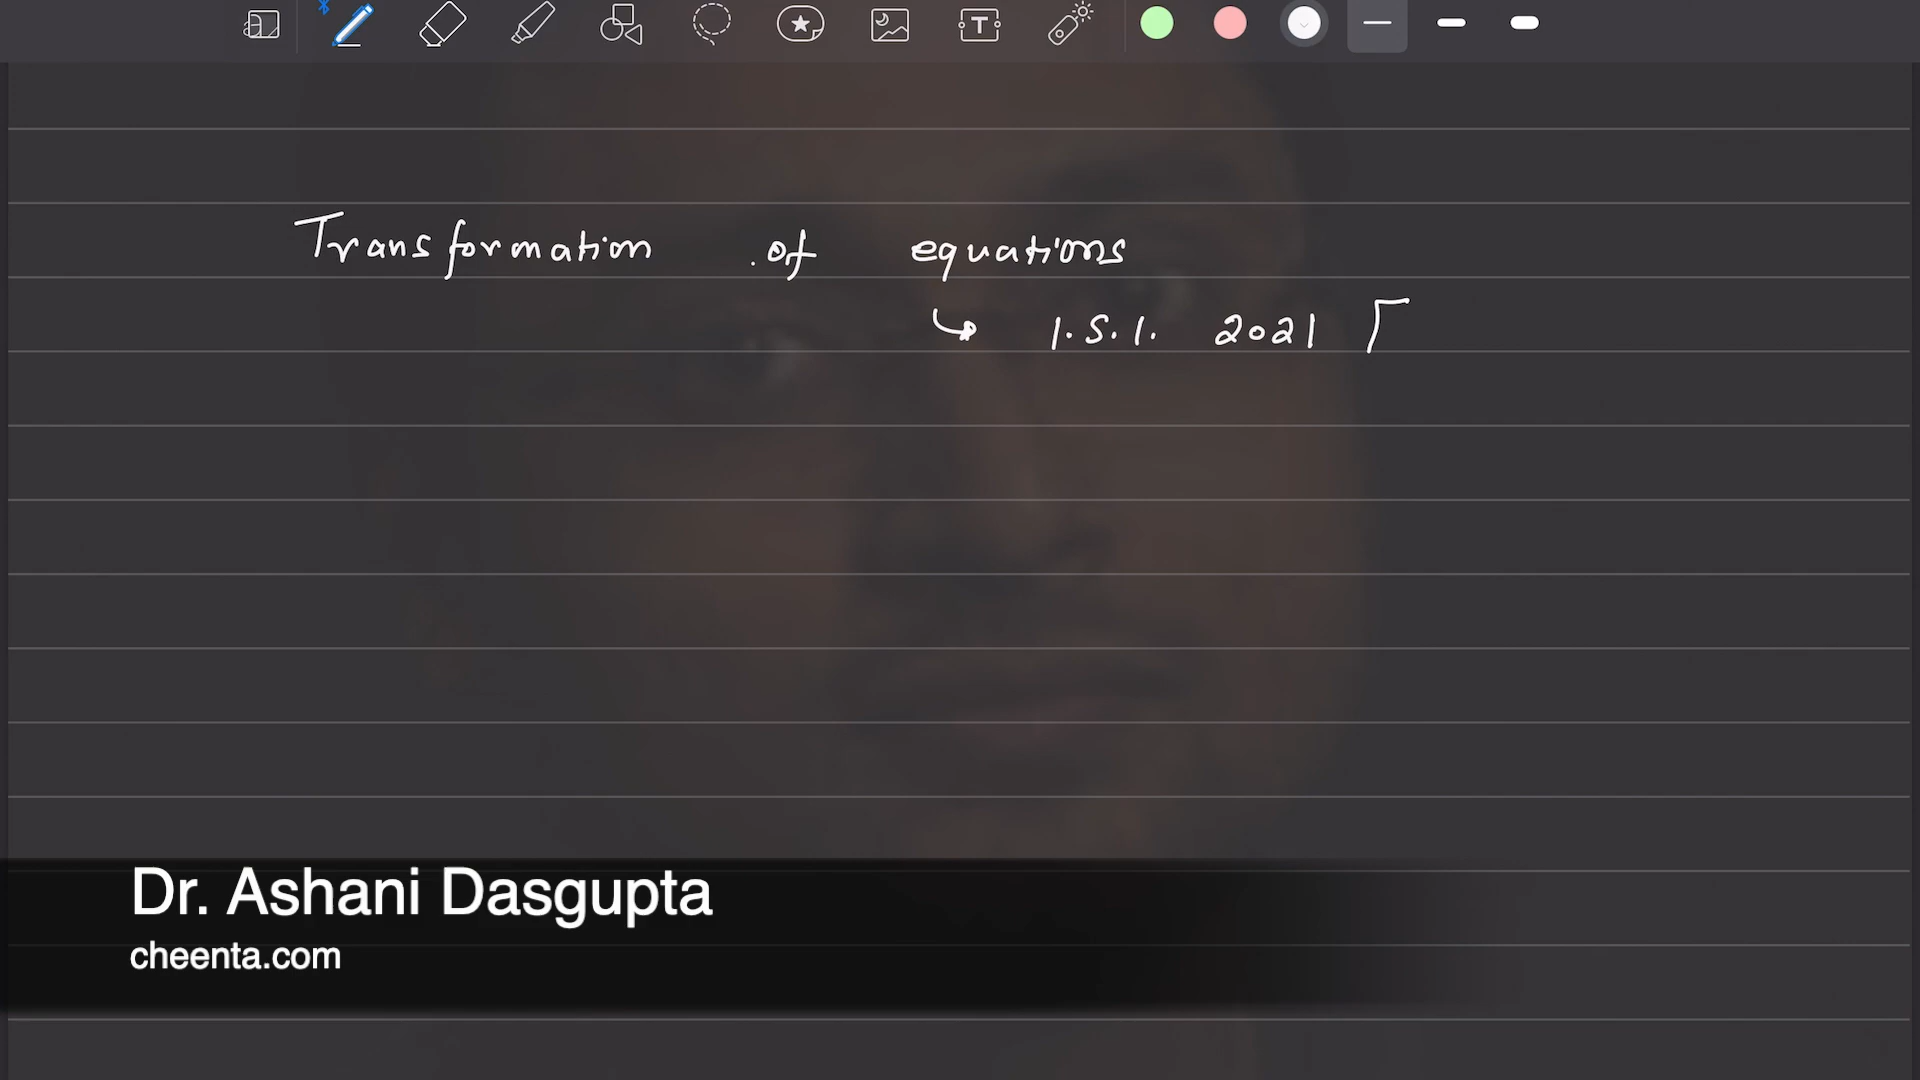 Transformation of equations
I.S.I. 2021 [
Dr. Ashani Dasgupta
cheenta.com